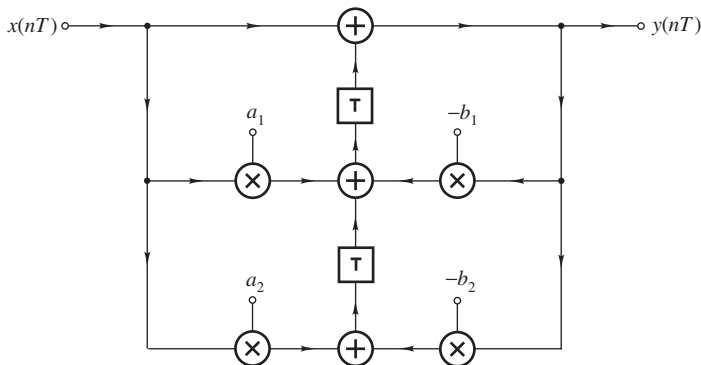 x(nT) y(nT)
T
a₁ −b₁
T
a₂ −b₂